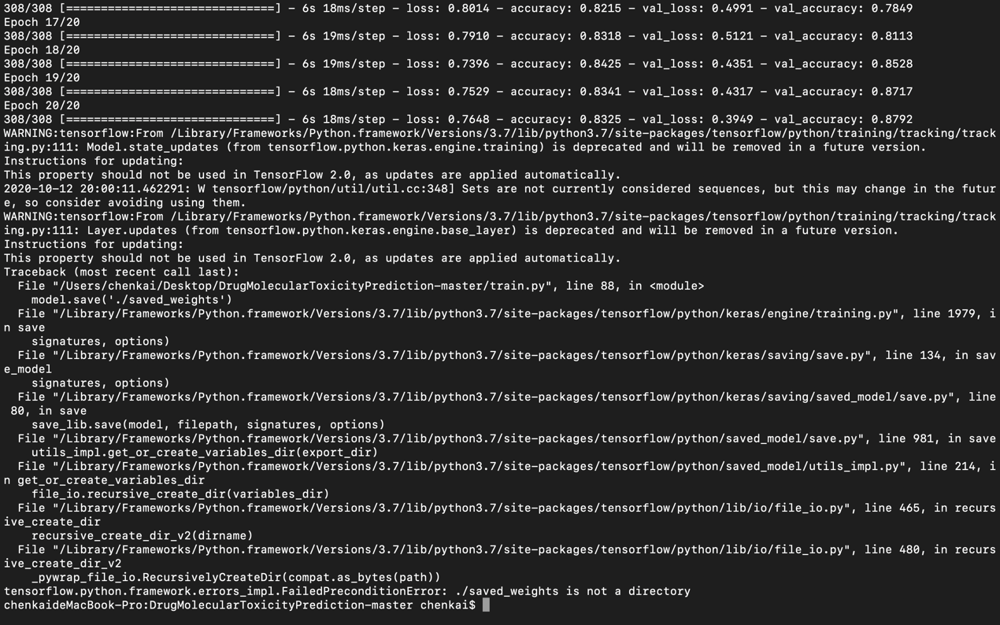 308/308 [==============================] - 6s 18ms/step - loss: 0.8014 - accuracy: 0.8215 - val_loss: 0.4991 - val_accuracy: 0.7849
Epoch 17/20
308/308 [==============================] - 6s 19ms/step - loss: 0.7910 - accuracy: 0.8318 - val_loss: 0.5121 - val_accuracy: 0.8113
Epoch 18/20
308/308 [==============================] - 6s 19ms/step - loss: 0.7396 - accuracy: 0.8425 - val_loss: 0.4351 - val_accuracy: 0.8528
Epoch 19/20
308/308 [==============================] - 6s 18ms/step - loss: 0.7529 - accuracy: 0.8341 - val_loss: 0.4317 - val_accuracy: 0.8717
Epoch 20/20
308/308 [==============================] - 6s 18ms/step - loss: 0.7648 - accuracy: 0.8325 - val_loss: 0.3949 - val_accuracy: 0.8792
WARNING:tensorflow:From /Library/Frameworks/Python.framework/Versions/3.7/lib/python3.7/site-packages/tensorflow/python/training/tracking/track
ing.py:111: Model.state_updates (from tensorflow.python.keras.engine.training) is deprecated and will be removed in a future version.
Instructions for updating:
This property should not be used in TensorFlow 2.0, as updates are applied automatically.
2020-10-12 20:00:11.462291: W tensorflow/python/util/util.cc:348] Sets are not currently considered sequences, but this may change in the futur
e, so consider avoiding using them.
WARNING:tensorflow:From /Library/Frameworks/Python.framework/Versions/3.7/lib/python3.7/site-packages/tensorflow/python/training/tracking/track
ing.py:111: Layer.updates (from tensorflow.python.keras.engine.base_layer) is deprecated and will be removed in a future version.
Instructions for updating:
This property should not be used in TensorFlow 2.0, as updates are applied automatically.
Traceback (most recent call last):
  File "/Users/chenkai/Desktop/DrugMolecularToxicityPrediction-master/train.py", line 88, in <module>
    model.save('./saved_weights')
  File "/Library/Frameworks/Python.framework/Versions/3.7/lib/python3.7/site-packages/tensorflow/python/keras/engine/training.py", line 1979, i
n save
    signatures, options)
  File "/Library/Frameworks/Python.framework/Versions/3.7/lib/python3.7/site-packages/tensorflow/python/keras/saving/save.py", line 134, in sav
e_model
    signatures, options)
  File "/Library/Frameworks/Python.framework/Versions/3.7/lib/python3.7/site-packages/tensorflow/python/keras/saving/saved_model/save.py", line
 80, in save
    save_lib.save(model, filepath, signatures, options)
  File "/Library/Frameworks/Python.framework/Versions/3.7/lib/python3.7/site-packages/tensorflow/python/saved_model/save.py", line 981, in save
    utils_impl.get_or_create_variables_dir(export_dir)
  File "/Library/Frameworks/Python.framework/Versions/3.7/lib/python3.7/site-packages/tensorflow/python/saved_model/utils_impl.py", line 214, i
n get_or_create_variables_dir
    file_io.recursive_create_dir(variables_dir)
  File "/Library/Frameworks/Python.framework/Versions/3.7/lib/python3.7/site-packages/tensorflow/python/lib/io/file_io.py", line 465, in recurs
ive_create_dir
    recursive_create_dir_v2(dirname)
  File "/Library/Frameworks/Python.framework/Versions/3.7/lib/python3.7/site-packages/tensorflow/python/lib/io/file_io.py", line 480, in recurs
ive_create_dir_v2
    _pywrap_file_io.RecursivelyCreateDir(compat.as_bytes(path))
tensorflow.python.framework.errors_impl.FailedPreconditionError: ./saved_weights is not a directory
chenkaideMacBook-Pro:DrugMolecularToxicityPrediction-master chenkai$